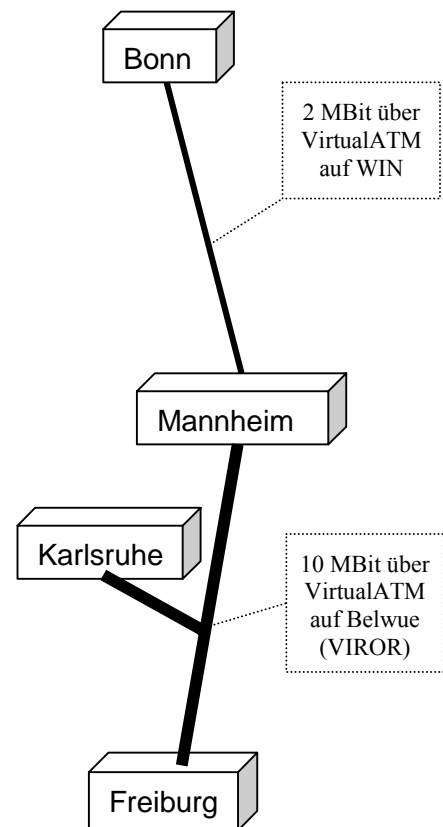 Bonn
2 MBit über
VirtualATM
auf WIN
Mannheim
Karlsruhe
10 MBit über
VirtualATM
auf Belwue
(VIROR)
Freiburg